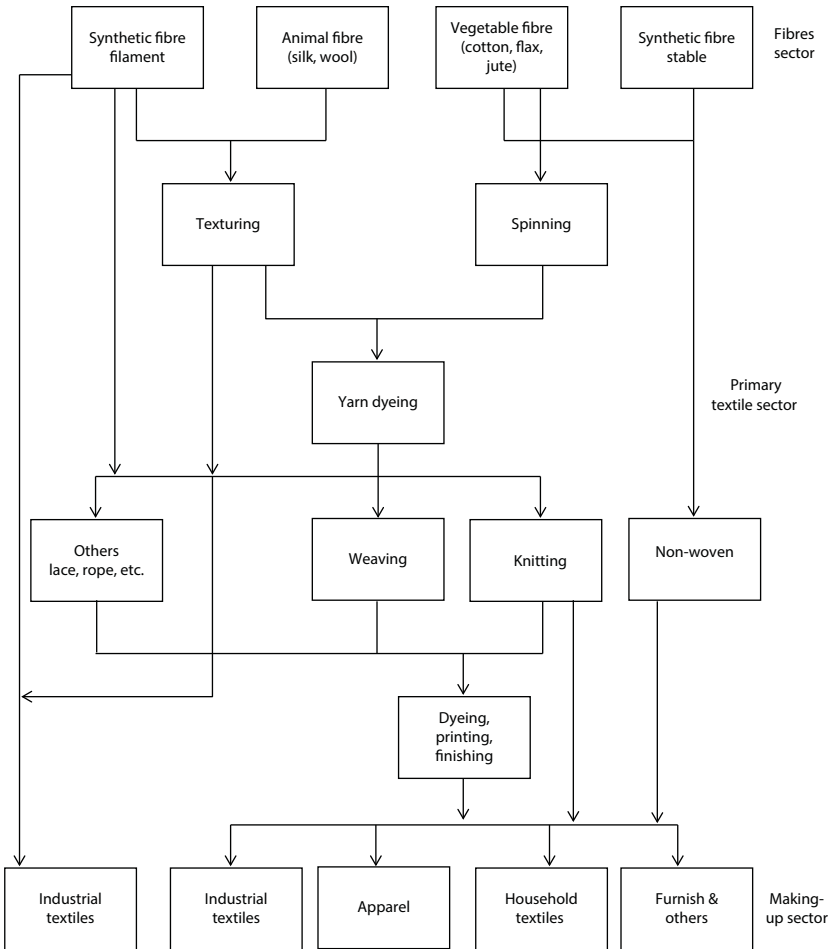 Synthetic fibre
filament
Animal fibre
(silk, wool)
Vegetable fibre
(cotton, flax,
jute)
Synthetic fibre
stable
Fibres
sector
Texturing
Spinning
Yarn dyeing
Primary
textile sector
Others
lace, rope, etc.
Weaving
Knitting
Non-woven
Dyeing,
printing,
finishing
Industrial
textiles
Industrial
textiles
Apparel
Household
textiles
Furnish &
others
Making-
up sector